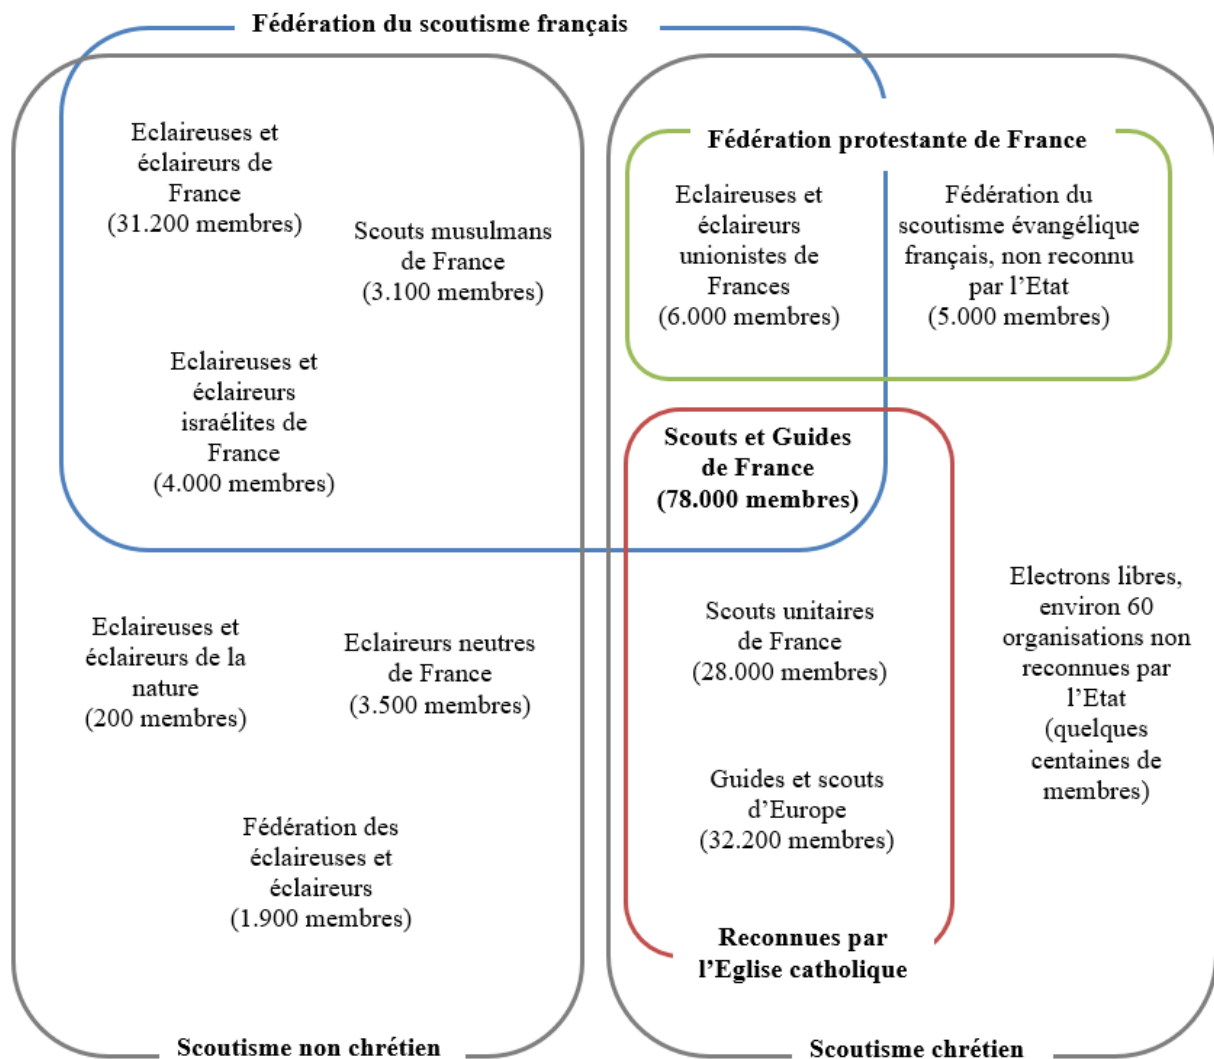 Fédération du scoutisme français
Eclaireuses et
éclaireurs de
France
(31.200 membres)
Scouts musulmans
de France
(3.100 membres)
Eclaireuses et
éclaireurs
israélites de
France
(4.000 membres)
Fédération protestante de France
Eclaireuses et
éclaireurs
unionistes de
Frances
(6.000 membres)
Fédération du
scoutisme évangélique
français, non reconnu
par l’Etat
(5.000 membres)
Scouts et Guides
de France
(78.000 membres)
Eclaireuses et
éclaireurs de la
nature
(200 membres)
Eclaireurs neutres
de France
(3.500 membres)
Fédération des
éclaireuses et
éclaireurs
(1.900 membres)
Scouts unitaires
de France
(28.000 membres)
Guides et scouts
d’Europe
(32.200 membres)
Reconnues par
l’Eglise catholique
Electrons libres,
environ 60
organisations non
reconnues par
l’Etat
(quelques
centaines de
membres)
Scoutisme non chrétien
Scoutisme chrétien